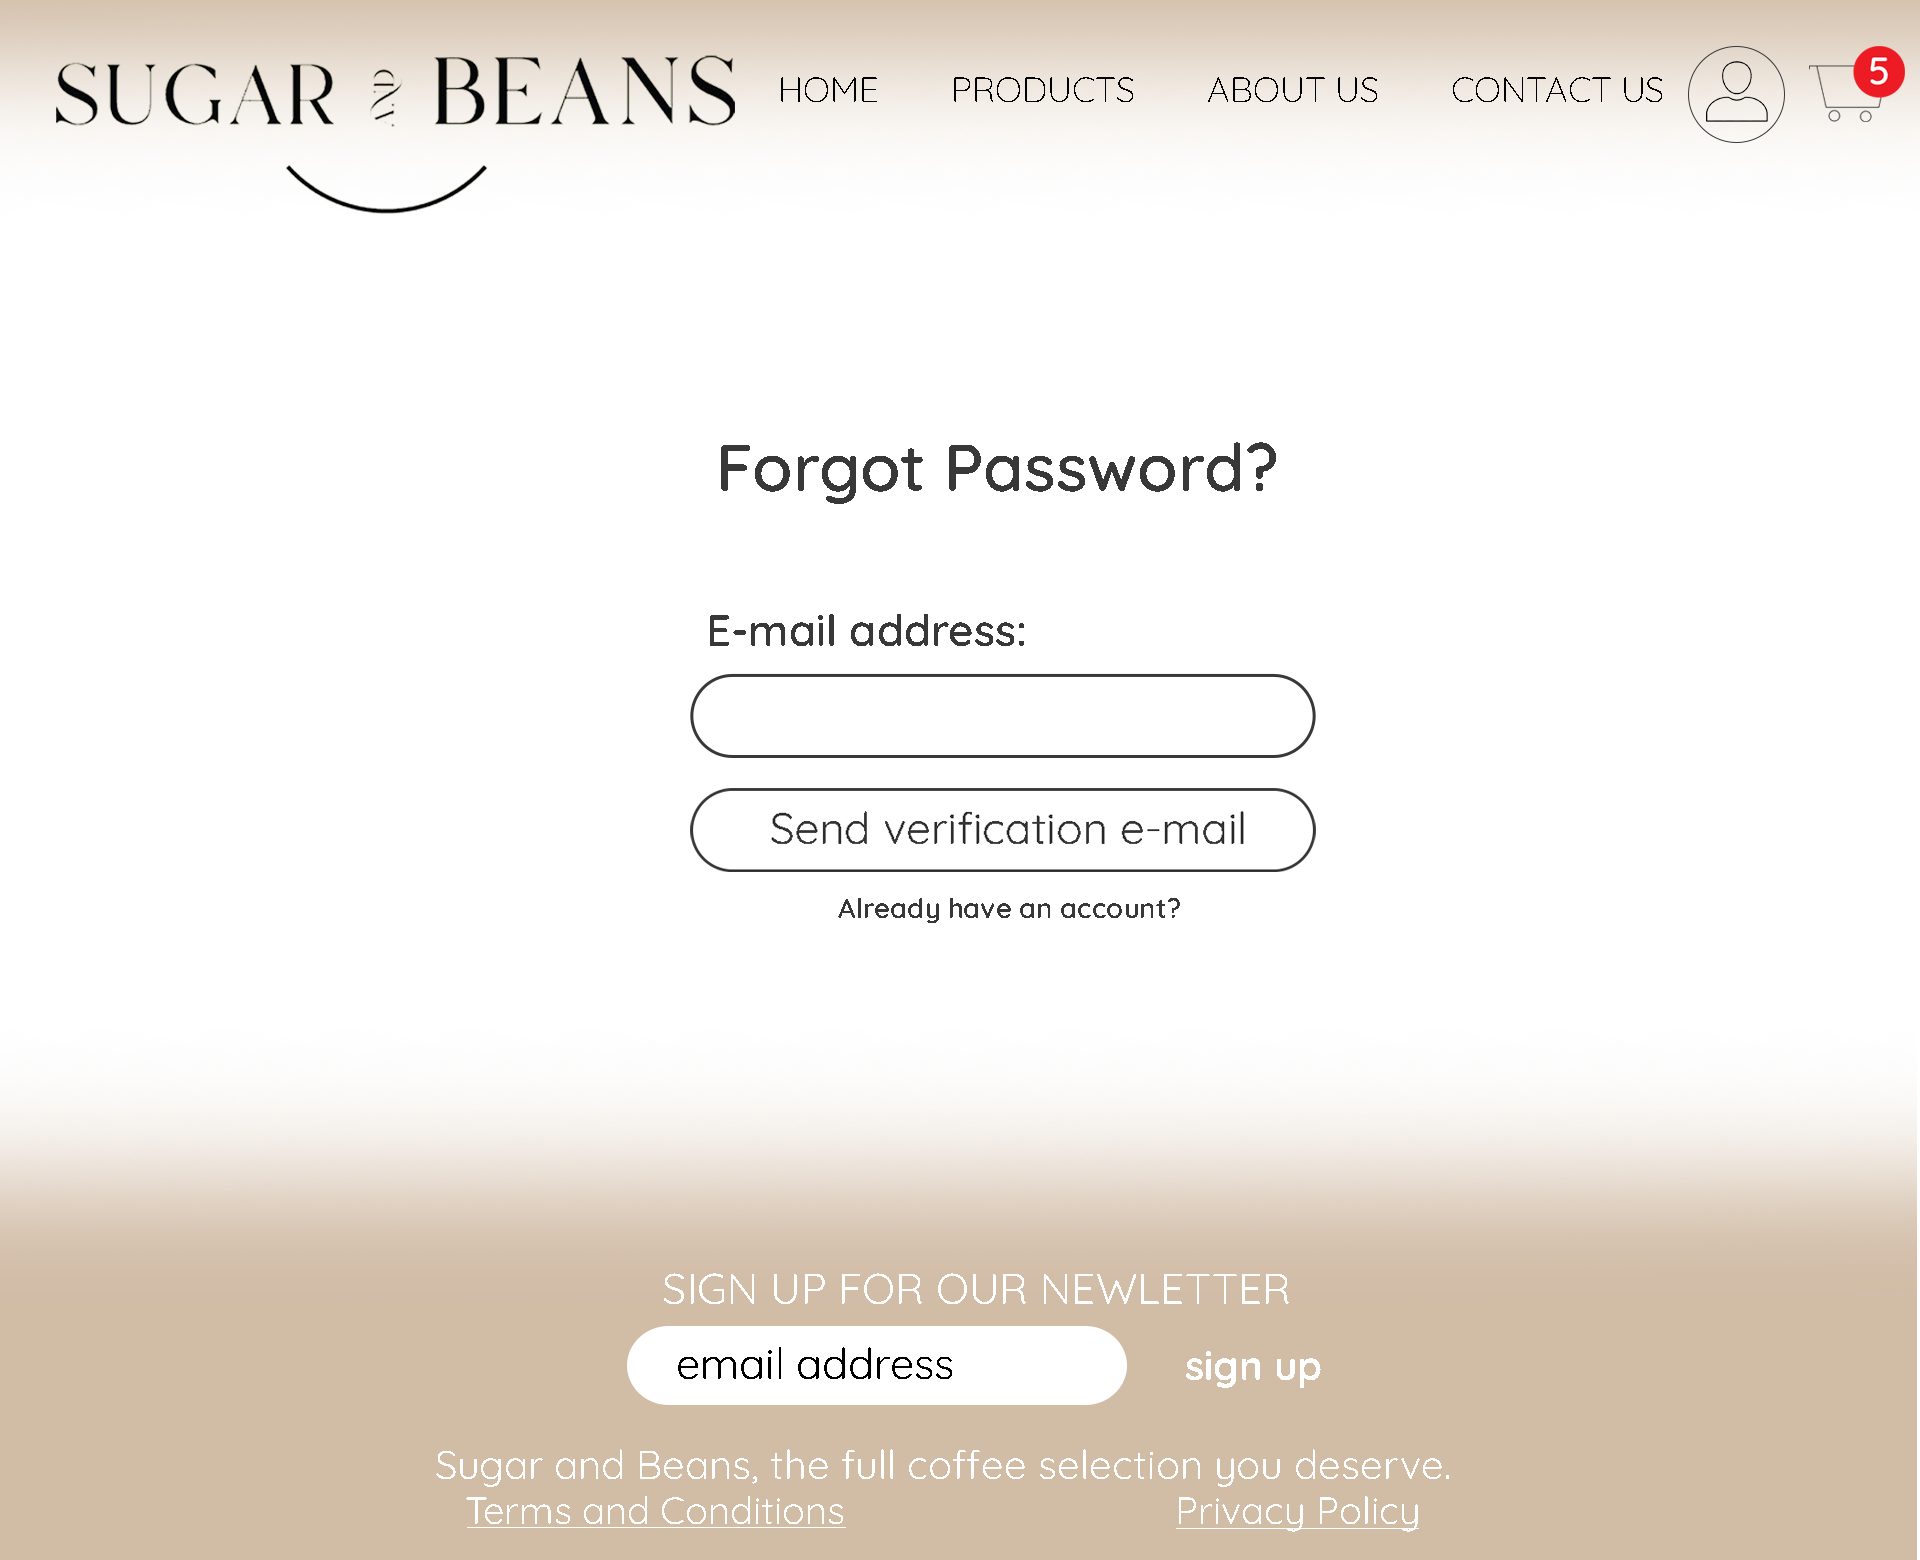 SUGAR and BEANS
HOME PRODUCTS ABOUT US CONTACT US 5
Forgot Password?
E-mail address:
Send verification e-mail
Already have an account?
SIGN UP FOR OUR NEWLETTER
email address sign up
Sugar and Beans, the full coffee selection you deserve.
Terms and Conditions Privacy Policy